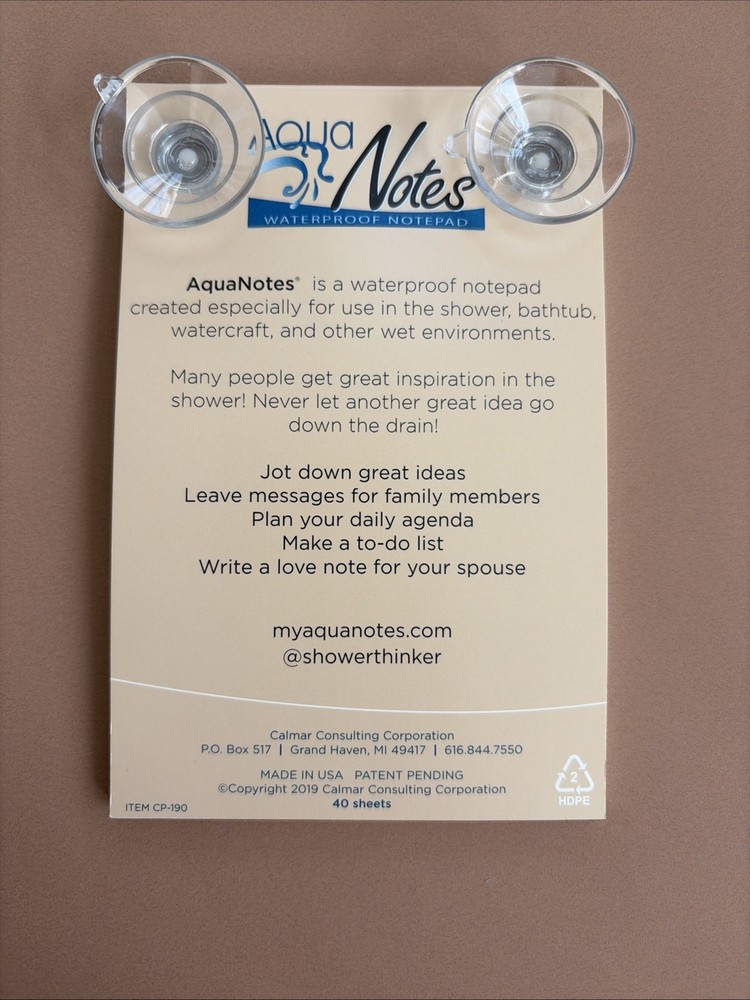 Aqua
Notes
WATERPROOF NOTEPAD
AquaNotes® is a waterproof notepad
created especially for use in the shower, bathtub,
watercraft, and other wet environments.
Many people get great inspiration in the
shower! Never let another great idea go
down the drain!
Jot down great ideas
Leave messages for family members
Plan your daily agenda
Make a to-do list
Write a love note for your spouse
myaquanotes.com
@showerthinker
Calmar Consulting Corporation
P.O. Box 517 | Grand Haven, MI 49417 | 616.844.7550
MADE IN USA PATENT PENDING
©Copyright 2019 Calmar Consulting Corporation
40 sheets
ITEM CP-190
2
HDPE